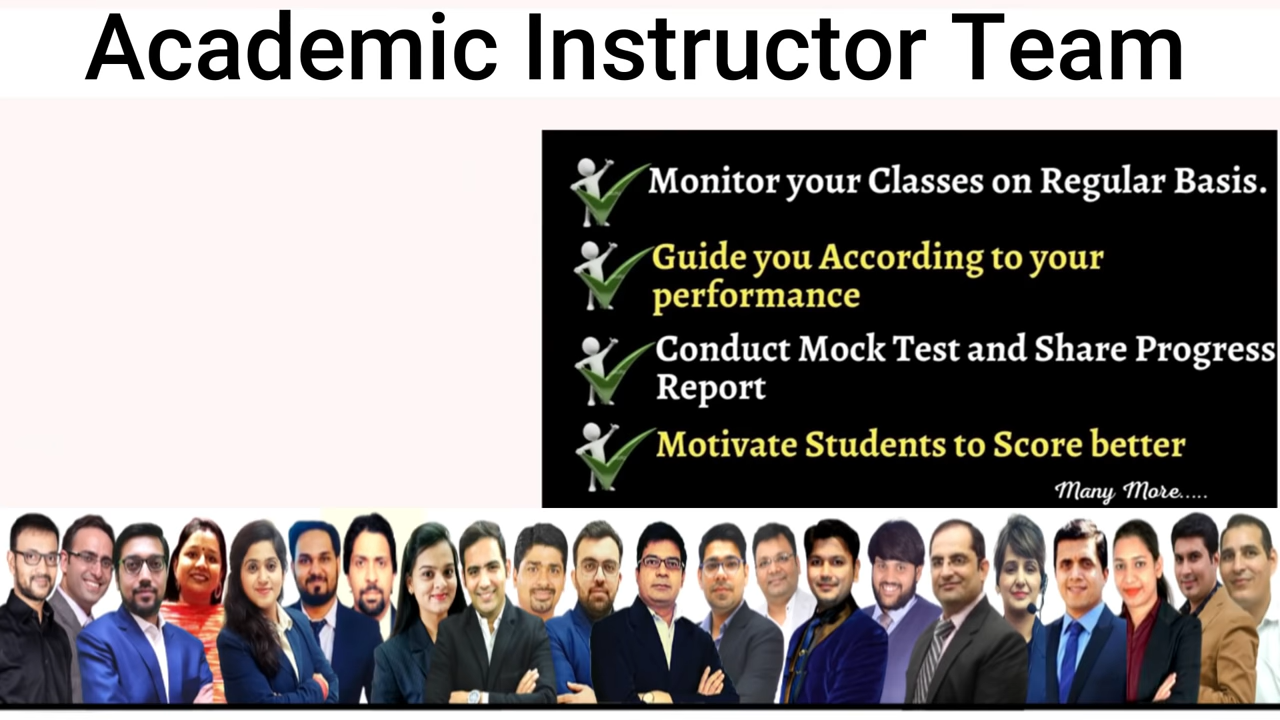 Academic Instructor Team
Monitor your Classes on Regular Basis.
Guide you According to your
performance
Conduct Mock Test and Share Progress
Report
Motivate Students to Score better
Many More.....